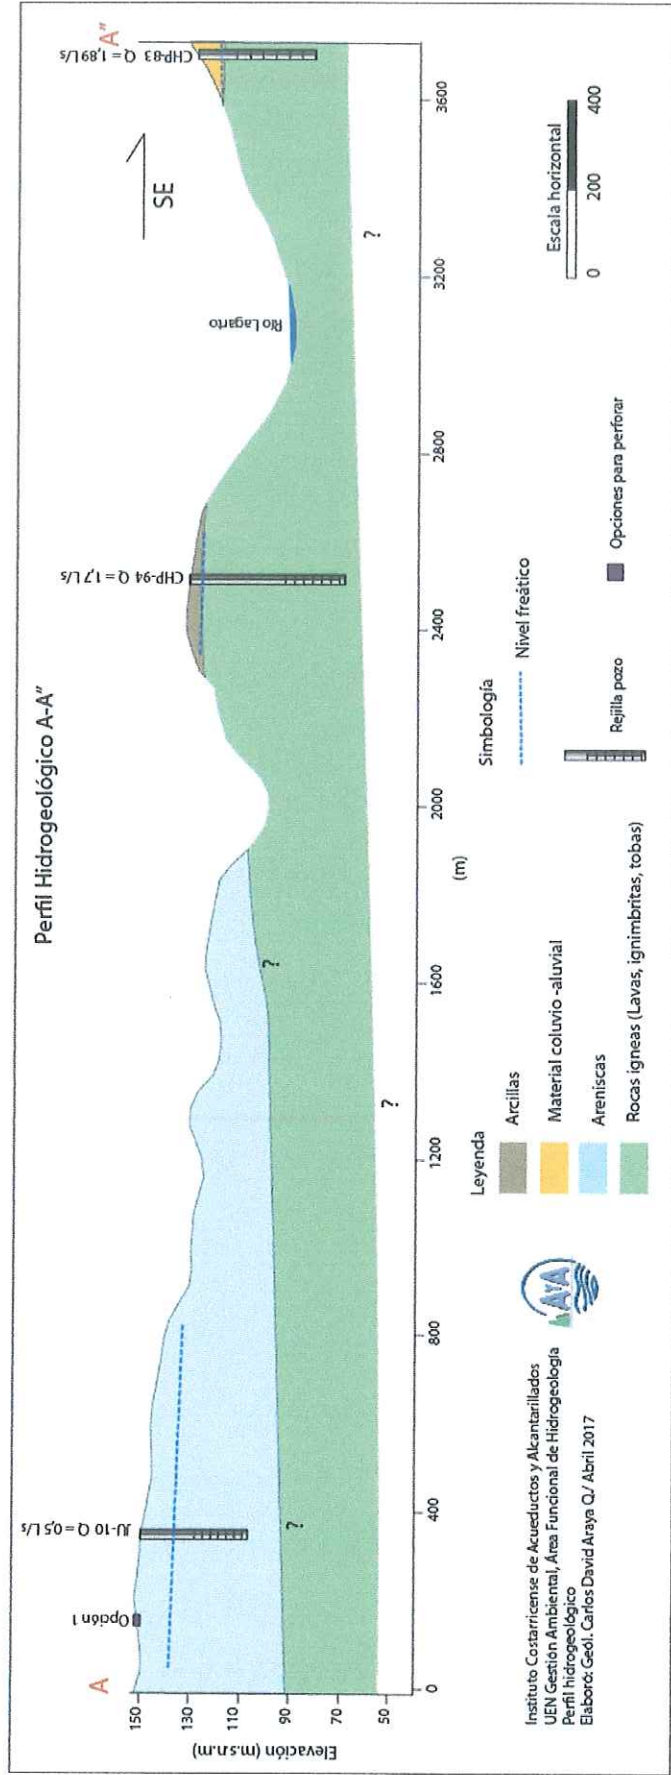 Perfil Hidrogeológico A-A"
A
A"
SE
Opción 1
JU-10 Q = 0,5 L/s
CHP-94 Q = 1,7 L/s
Río Lagarto
CHP-83 Q = 1,89 L/s
?
?
?
?
Elevación (m.s.n.m)
150
130
110
90
70
50
0
400
800
1200
1600
2000
2400
2800
3200
3600
(m)
Leyenda
Arcillas
Material coluvio -aluvial
Areniscas
Rocas igneas (Lavas, ignimbritas, tobas)
Simbología
Nivel freático
Rejilla pozo
Opciones para perforar
Escala horizontal
0
200
400
Instituto Costarricense de Acueductos y Alcantarillados
UEN Gestión Ambiental, Área Funcional de Hidrogeología
Perfil hidrogeológico
Elaboró: Geól. Carlos David Araya Q./ Abril 2017
AyA